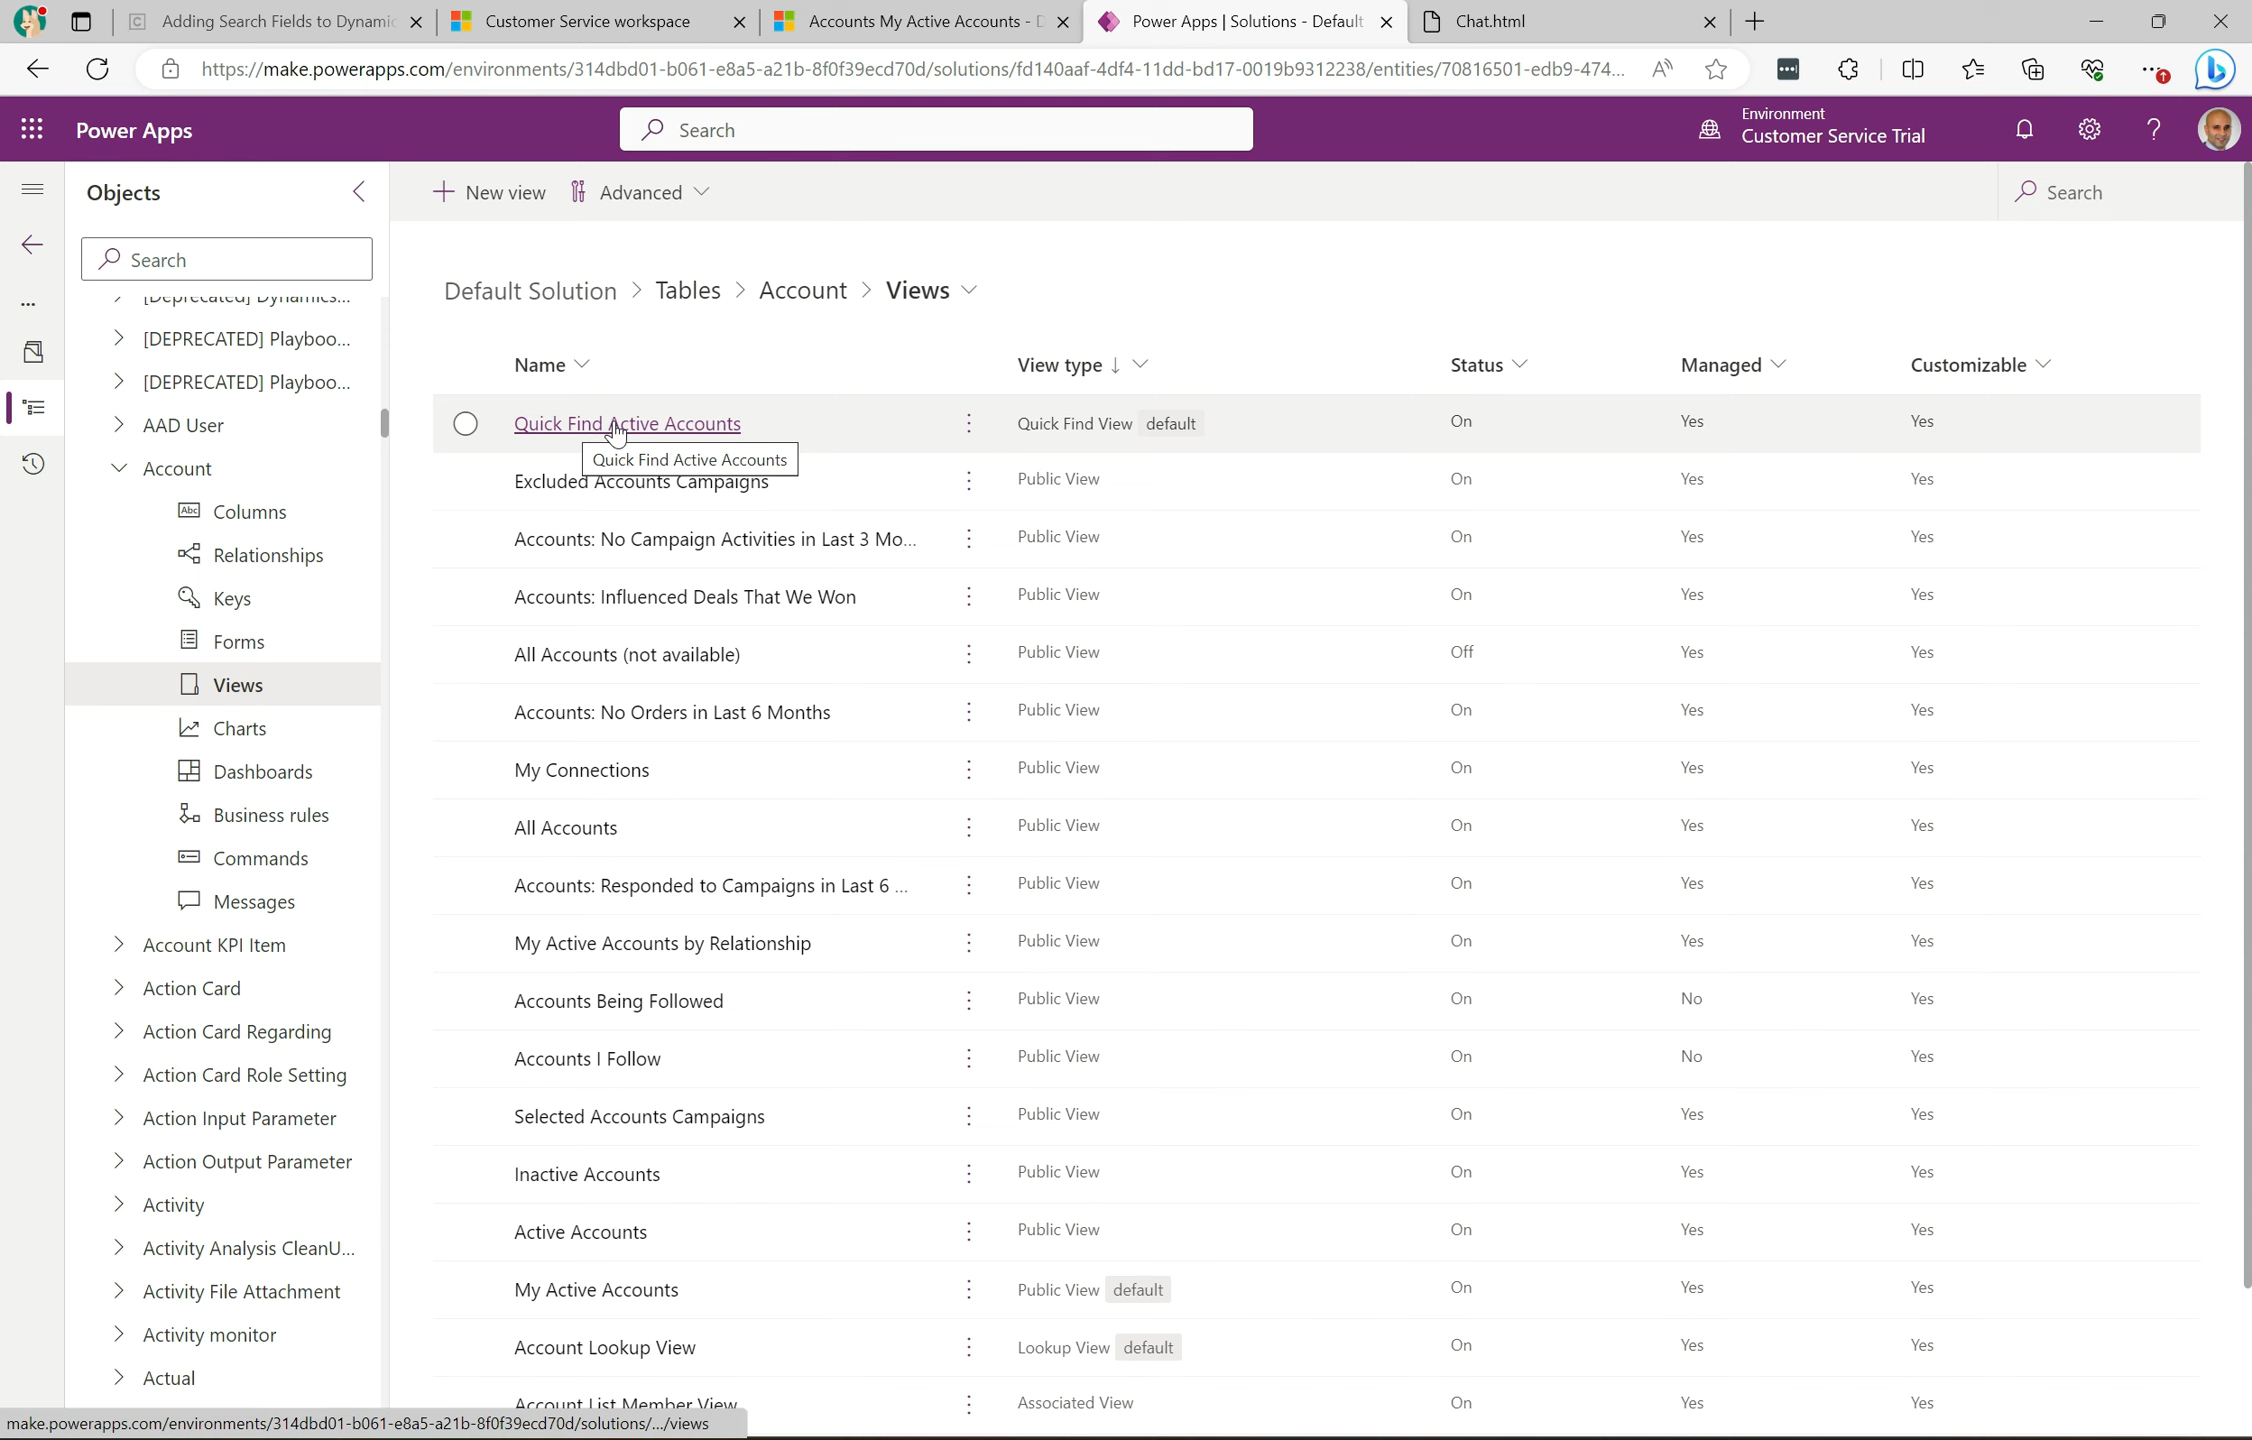 Adding Search Fields to Dynamic
Customer Service workspace
Accounts My Active Accounts - D
Power Apps | Solutions - Default
Chat.html
https://make.powerapps.com/environments/314dbd01-b061-e8a5-a21b-8f0f39ecd70d/solutions/fd140aaf-4df4-11dd-bd17-0019b9312238/entities/70816501-edb9-474...
Power Apps
Search
Environment
Customer Service Trial
Objects
New view
Advanced
Search
Search
Default Solution > Tables > Account > Views
[Deprecated] Dynamics...
[DEPRECATED] Playboo...
[DEPRECATED] Playboo...
AAD User
Account
Columns
Relationships
Keys
Forms
Views
Charts
Dashboards
Business rules
Commands
Messages
Account KPI Item
Action Card
Action Card Regarding
Action Card Role Setting
Action Input Parameter
Action Output Parameter
Activity
Activity Analysis CleanU...
Activity File Attachment
Activity monitor
Actual
Name View type ↓ Status Managed Customizable
Quick Find Active Accounts Quick Find View default On Yes Yes
Quick Find Active Accounts
Excluded Accounts Campaigns Public View On Yes Yes
Accounts: No Campaign Activities in Last 3 Mo... Public View On Yes Yes
Accounts: Influenced Deals That We Won Public View On Yes Yes
All Accounts (not available) Public View Off Yes Yes
Accounts: No Orders in Last 6 Months Public View On Yes Yes
My Connections Public View On Yes Yes
All Accounts Public View On Yes Yes
Accounts: Responded to Campaigns in Last 6 ... Public View On Yes Yes
My Active Accounts by Relationship Public View On Yes Yes
Accounts Being Followed Public View On No Yes
Accounts I Follow Public View On No Yes
Selected Accounts Campaigns Public View On Yes Yes
Inactive Accounts Public View On Yes Yes
Active Accounts Public View On Yes Yes
My Active Accounts Public View default On Yes Yes
Account Lookup View Lookup View default On Yes Yes
Account List Member View Associated View On Yes Yes
make.powerapps.com/environments/314dbd01-b061-e8a5-a21b-8f0f39ecd70d/solutions/.../views